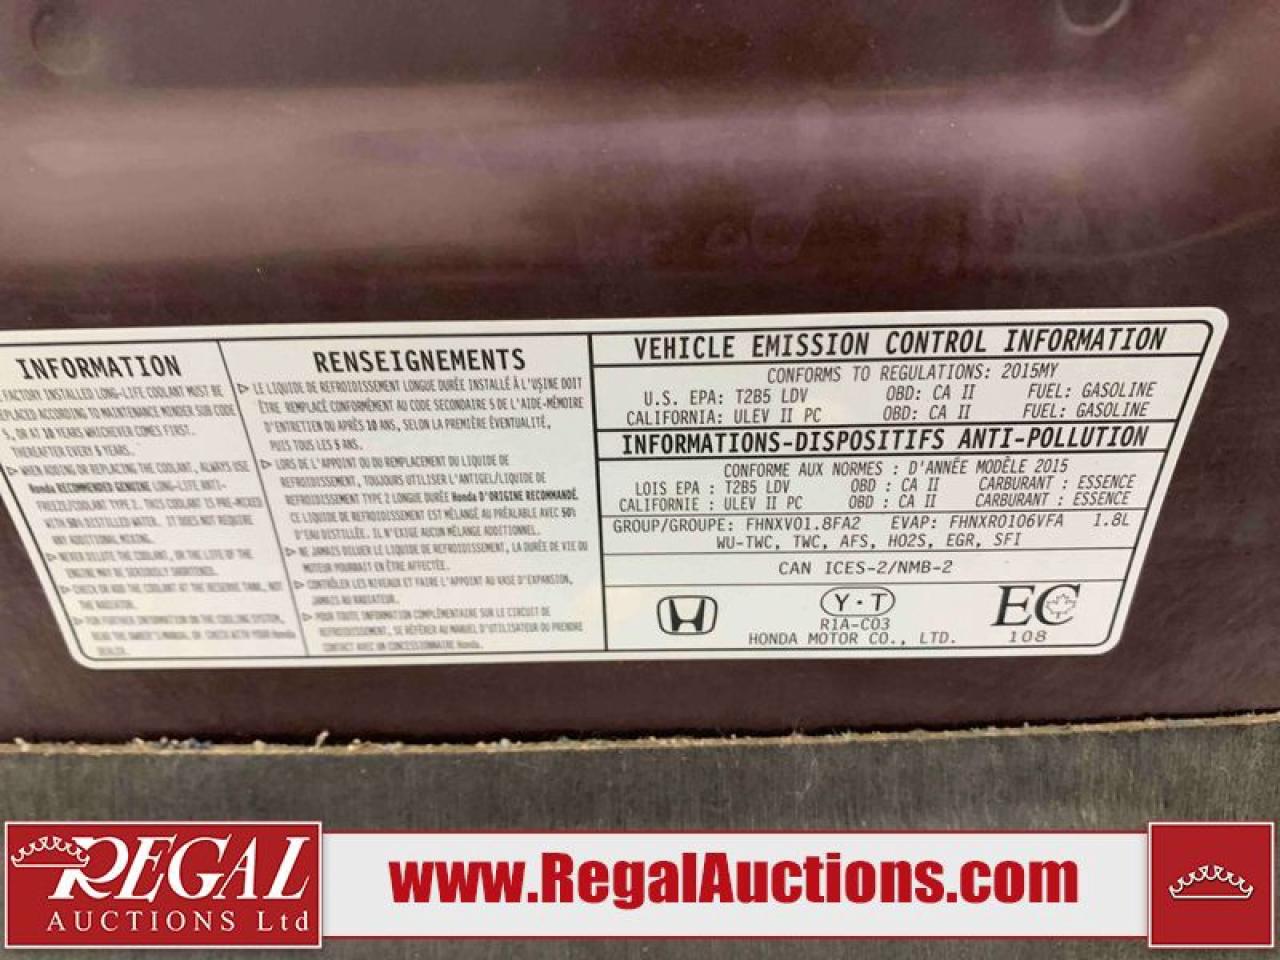 INFORMATION
FACTORY INSTALLED LONG-LIFE COOLANT MUST BE
REPLACED ACCORDING TO MAINTENANCE MINDER SUB CODE
5, OR AT 10 YEARS WHICHEVER COMES FIRST.
THEREAFTER EVERY 5 YEARS.
WHEN ADDING OR REPLACING THE COOLANT, ALWAYS USE
Honda RECOMMENDED GENUINE LONG-LIFE ANTI-
FREEZE/COOLANT TYPE 2. THIS COOLANT IS PRE-MIXED
WITH 50% DISTILLED WATER. IT DOES NOT REQUIRE
ANY ADDITIONAL MIXING.
NEVER DILUTE THE COOLANT, OR THE LIFE OF THE
ENGINE MAY BE SERIOUSLY SHORTENED.
CHECK OR ADD THE COOLANT AT THE RESERVE TANK, NOT
THE RADIATOR.
FOR FURTHER INFORMATION ON THE COOLING SYSTEM,
READ THE OWNER'S MANUAL, OR CHECK WITH YOUR Honda
DEALER.
RENSEIGNEMENTS
LE LIQUIDE DE REFROIDISSEMENT LONGUE DURÉE INSTALLÉ À L'USINE DOIT
ÊTRE REMPLACÉ CONFORMÉMENT AU CODE SECONDAIRE 5 DE L'AIDE-MÉMOIRE
D'ENTRETIEN OU APRÈS 10 ANS, SELON LA PREMIÈRE ÉVENTUALITÉ,
PUIS TOUS LES 5 ANS.
LORS DE L'APPOINT OU DU REMPLACEMENT DU LIQUIDE DE
REFROIDISSEMENT, TOUJOURS UTILISER L'ANTIGEL/LIQUIDE DE
REFROIDISSEMENT TYPE 2 LONGUE DURÉE Honda D'ORIGINE RECOMMANDÉ.
CE LIQUIDE DE REFROIDISSEMENT EST MÉLANGÉ AU PRÉALABLE AVEC 50%
D'EAU DISTILLÉE. IL N'EXIGE AUCUN MÉLANGE ADDITIONNEL.
NE JAMAIS DILUER LE LIQUIDE DE REFROIDISSEMENT, LA DURÉE DE VIE DU
MOTEUR POURRAIT EN ÊTRE AFFECTÉE.
CONTRÔLER LES NIVEAUX ET FAIRE L'APPOINT AU VASE D'EXPANSION,
JAMAIS AU RADIATEUR.
POUR TOUTE INFORMATION COMPLÉMENTAIRE SUR LE CIRCUIT DE
REFROIDISSEMENT, SE RÉFÉRER AU MANUEL D'UTILISATEUR OU PRENDRE
CONTACT AVEC UN CONCESSIONNAIRE Honda.
VEHICLE EMISSION CONTROL INFORMATION
CONFORMS TO REGULATIONS: 2015MY
U.S. EPA: T2B5 LDV OBD: CA II FUEL: GASOLINE
CALIFORNIA: ULEV II PC OBD: CA II FUEL: GASOLINE
INFORMATIONS-DISPOSITIFS ANTI-POLLUTION
CONFORME AUX NORMES : D'ANNÉE MODÈLE 2015
LOIS EPA : T2B5 LDV OBD : CA II CARBURANT : ESSENCE
CALIFORNIE : ULEV II PC OBD : CA II CARBURANT : ESSENCE
GROUP/GROUPE: FHNXV01.8FA2 EVAP: FHNXR0106VFA 1.8L
WU-TWC, TWC, AFS, HO2S, EGR, SFI
CAN ICES-2/NMB-2
Y·T
R1A-C03
HONDA MOTOR CO., LTD.
EC
108
REGAL
AUCTIONS Ltd
www.RegalAuctions.com